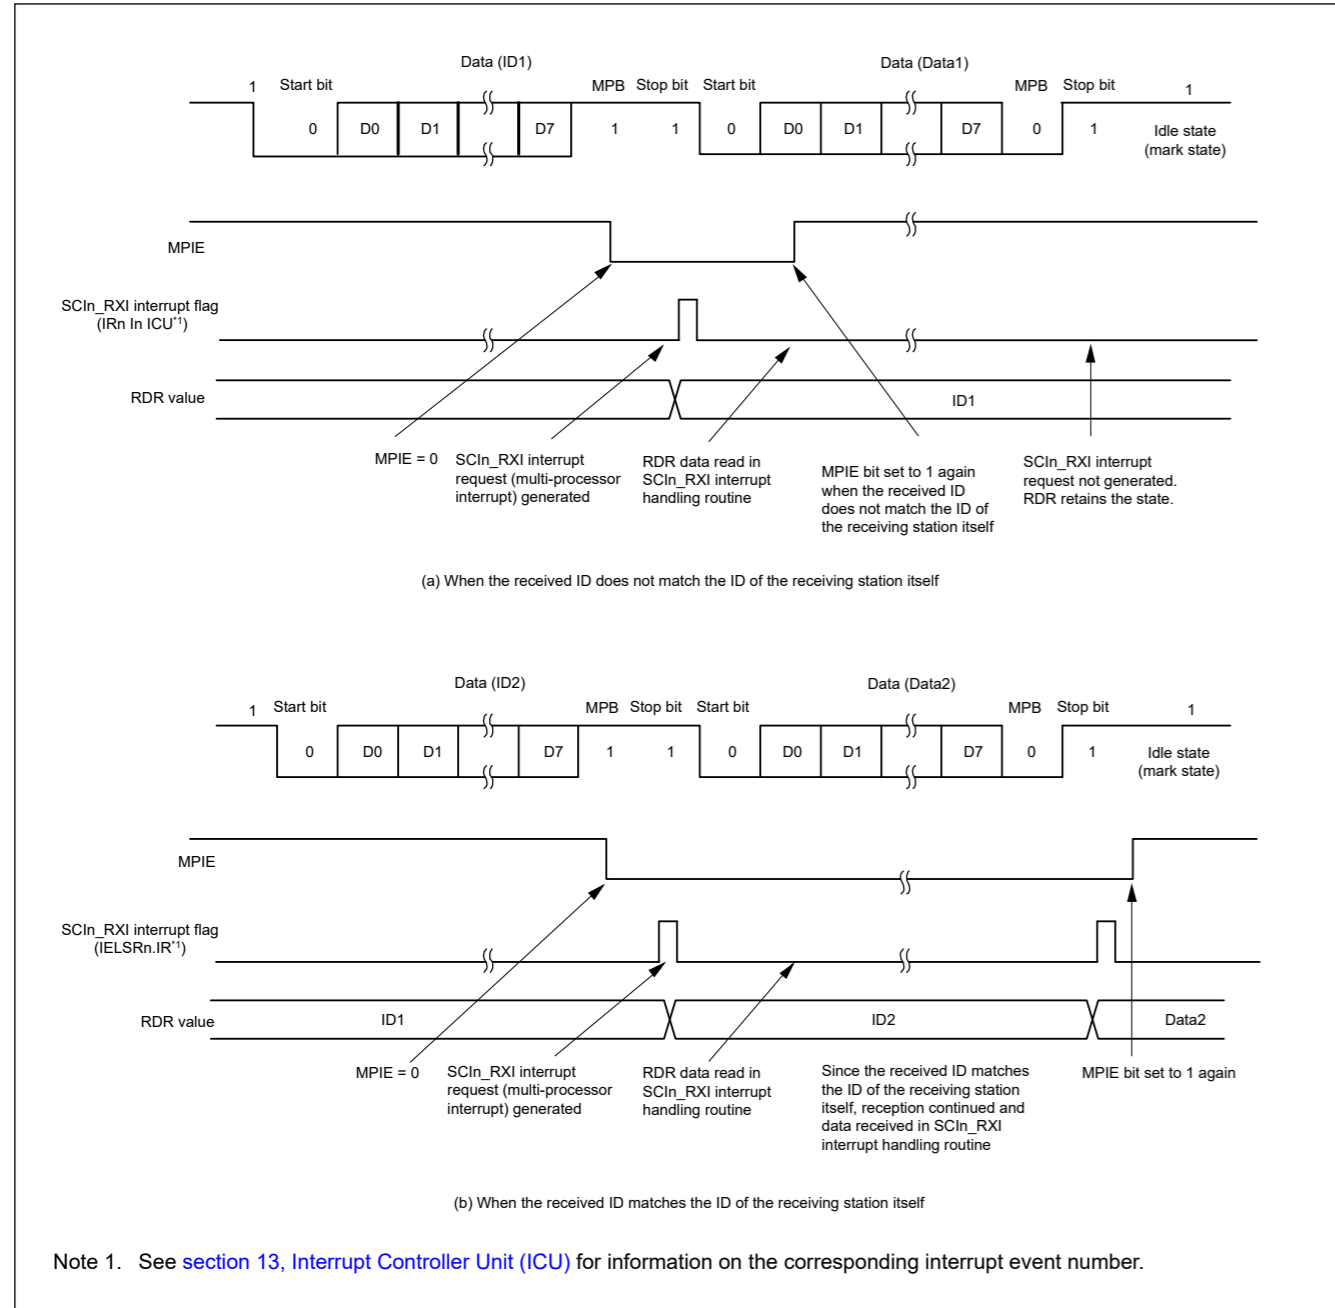 Data (ID1) Data (Data1)
1 Start bit MPB Stop bit Start bit MPB Stop bit 1
0 D0 D1 D7 1 1 0 D0 D1 D7 0 1 Idle state
(mark state)
MPIE
SCIn_RXI interrupt flag
(IRn In ICU*1)
RDR value ID1
MPIE = 0
SCIn_RXI interrupt
request (multi-processor
interrupt) generated
RDR data read in
SCIn_RXI interrupt
handling routine
MPIE bit set to 1 again
when the received ID
does not match the ID of
the receiving station itself
SCIn_RXI interrupt
request not generated.
RDR retains the state.
(a) When the received ID does not match the ID of the receiving station itself
Data (ID2) Data (Data2)
1 Start bit MPB Stop bit Start bit MPB Stop bit 1
0 D0 D1 D7 1 1 0 D0 D1 D7 0 1 Idle state
(mark state)
MPIE
SCIn_RXI interrupt flag
(IELSRn.IR*1)
RDR value ID1 ID2 Data2
MPIE = 0
SCIn_RXI interrupt
request (multi-processor
interrupt) generated
RDR data read in
SCIn_RXI interrupt
handling routine
Since the received ID matches
the ID of the receiving station
itself, reception continued and
data received in SCIn_RXI
interrupt handling routine
MPIE bit set to 1 again
(b) When the received ID matches the ID of the receiving station itself
Note 1. See section 13, Interrupt Controller Unit (ICU) for information on the corresponding interrupt event number.